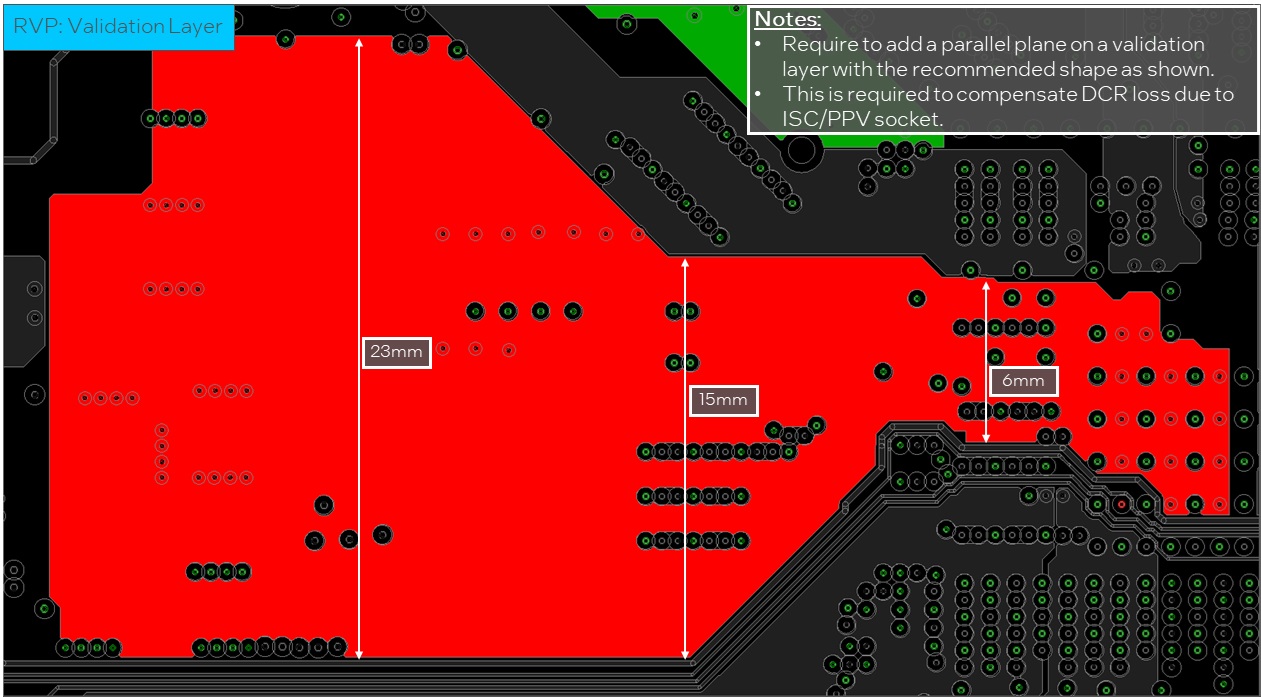 RVP: Validation Layer
Notes:
• Require to add a parallel plane on a validation
layer with the recommended shape as shown.
• This is required to compensate DCR loss due to
ISC/PPV socket.
23mm
15mm
6mm